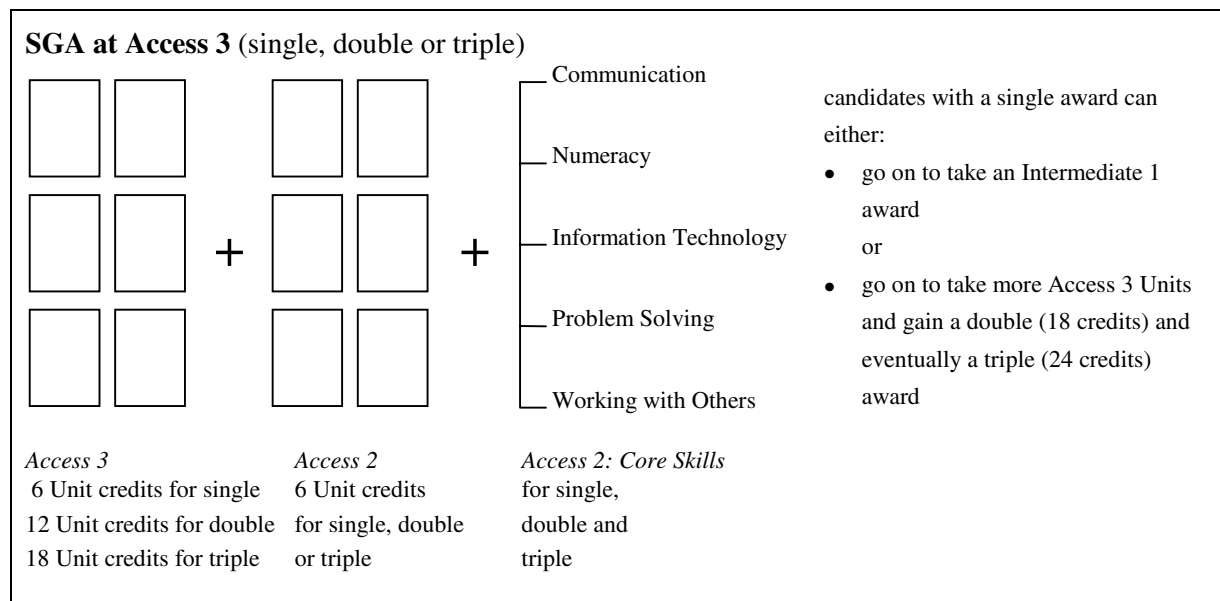 SGA at Access 3 (single, double or triple)
Communication
Numeracy
Information Technology
Problem Solving
Working with Others
candidates with a single award can
either:
• go on to take an Intermediate 1
award
or
• go on to take more Access 3 Units
and gain a double (18 credits) and
eventually a triple (24 credits)
award
+
+
Access 3
6 Unit credits for single
12 Unit credits for double
18 Unit credits for triple
Access 2
6 Unit credits
for single, double
or triple
Access 2: Core Skills
for single,
double and
triple